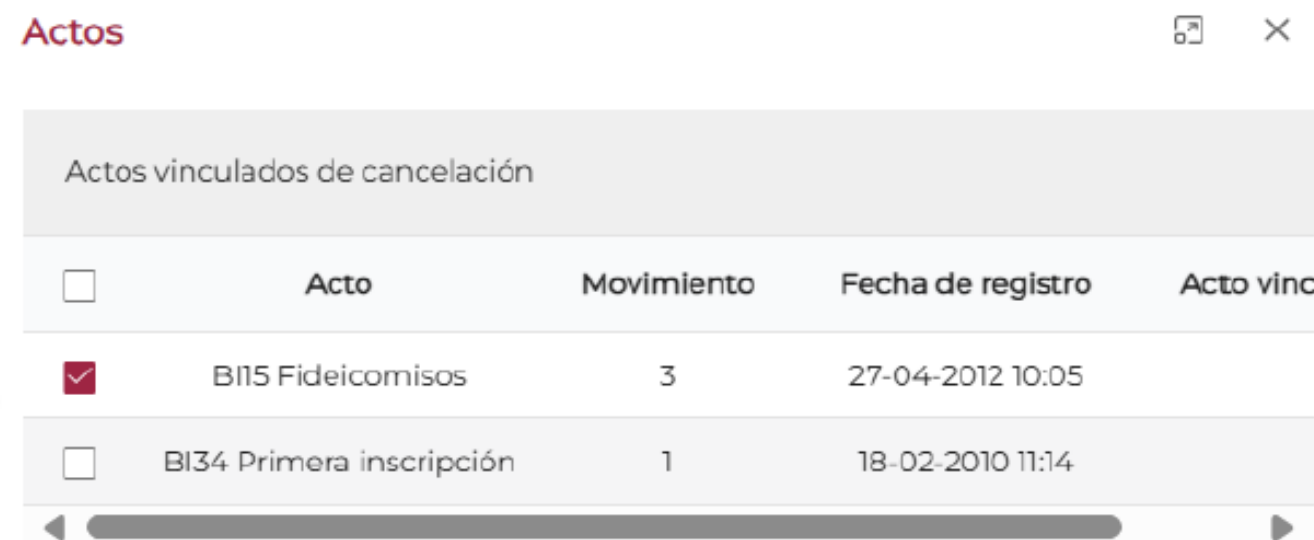 Actos
Actos vinculados de cancelación
Acto Movimiento Fecha de registro Acto
BI15 Fideicomisos 3 27-04-2012 10:05
BI34 Primera inscripción 1 18-02-2010 11:14